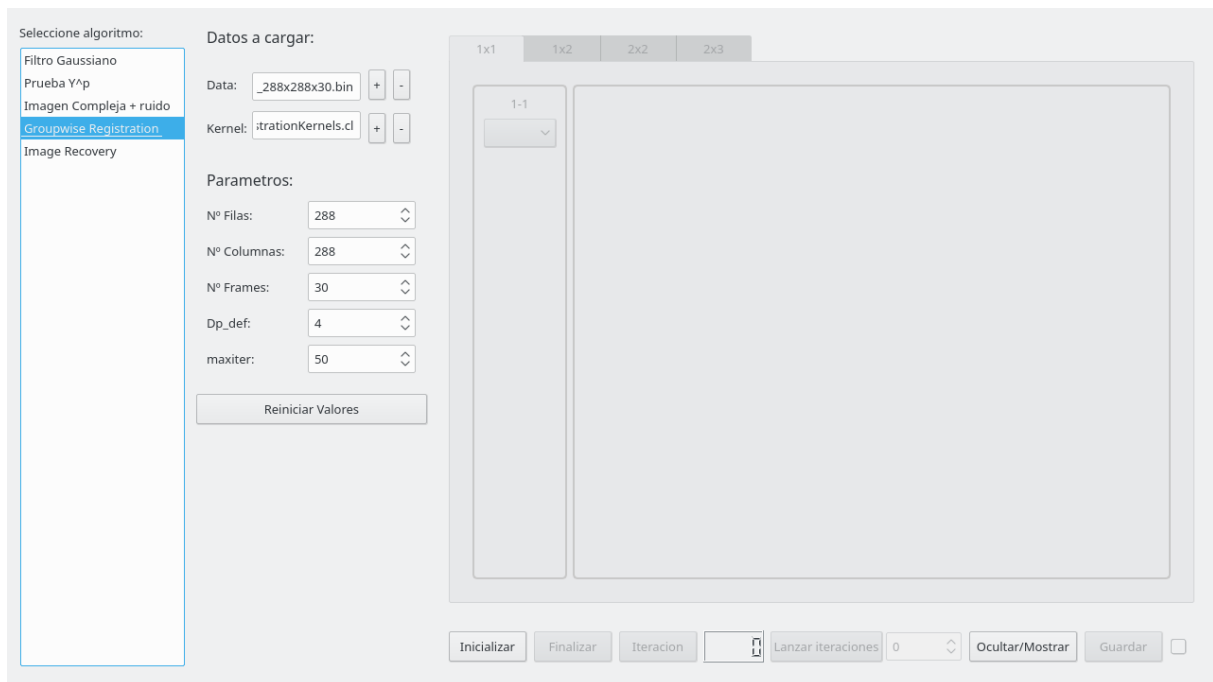 Seleccione algoritmo:
Filtro Gaussiano
Prueba Y^p
Imagen Compleja + ruido
Groupwise Registration
Image Recovery
Datos a cargar:
Data: _288x288x30.bin + -
Kernel: strationKernels.cl + -
Parametros:
Nº Filas: 288
Nº Columnas: 288
Nº Frames: 30
Dp_def: 4
maxiter: 50
Reiniciar Valores
1x1 1x2 2x2 2x3
1-1
Inicializar Finalizar Iteracion 0 Lanzar iteraciones 0 Ocultar/Mostrar Guardar